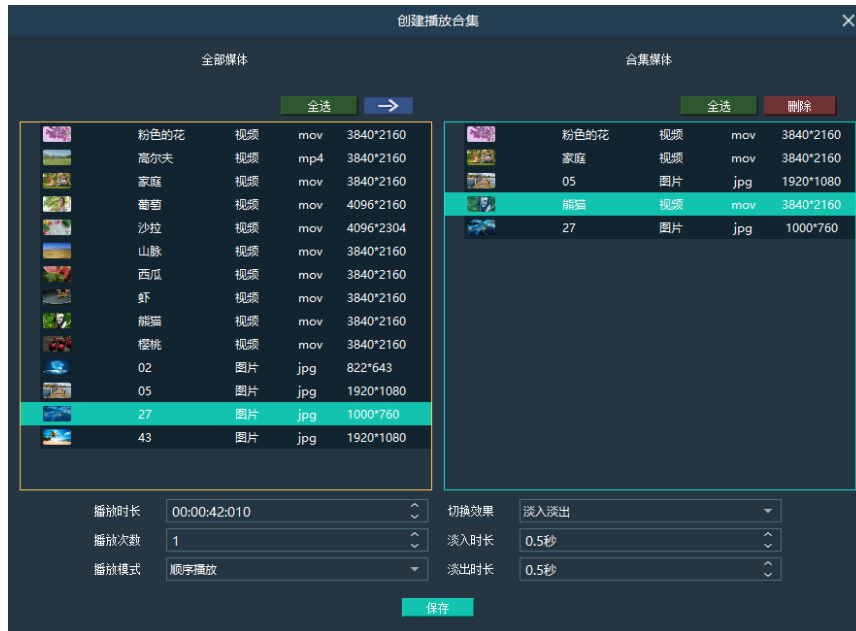 创建播放合集
全部媒体
合集媒体
全选
全选 删除
粉色的花 视频 mov 3840*2160
高尔夫 视频 mp4 3840*2160
家庭 视频 mov 3840*2160
葡萄 视频 mov 4096*2160
沙拉 视频 mov 4096*2304
山脉 视频 mov 3840*2160
西瓜 视频 mov 3840*2160
虾 视频 mov 3840*2160
熊猫 视频 mov 3840*2160
樱桃 视频 mov 3840*2160
02 图片 jpg 822*643
05 图片 jpg 1920*1080
27 图片 jpg 1000*760
43 图片 jpg 1920*1080
粉色的花 视频 mov 3840*2160
家庭 视频 mov 3840*2160
05 图片 jpg 1920*1080
熊猫 视频 mov 3840*2160
27 图片 jpg 1000*760
播放时长 00:00:42:010
播放次数 1
播放模式 顺序播放
切换效果 淡入淡出
淡入时长 0.5秒
淡出时长 0.5秒
保存